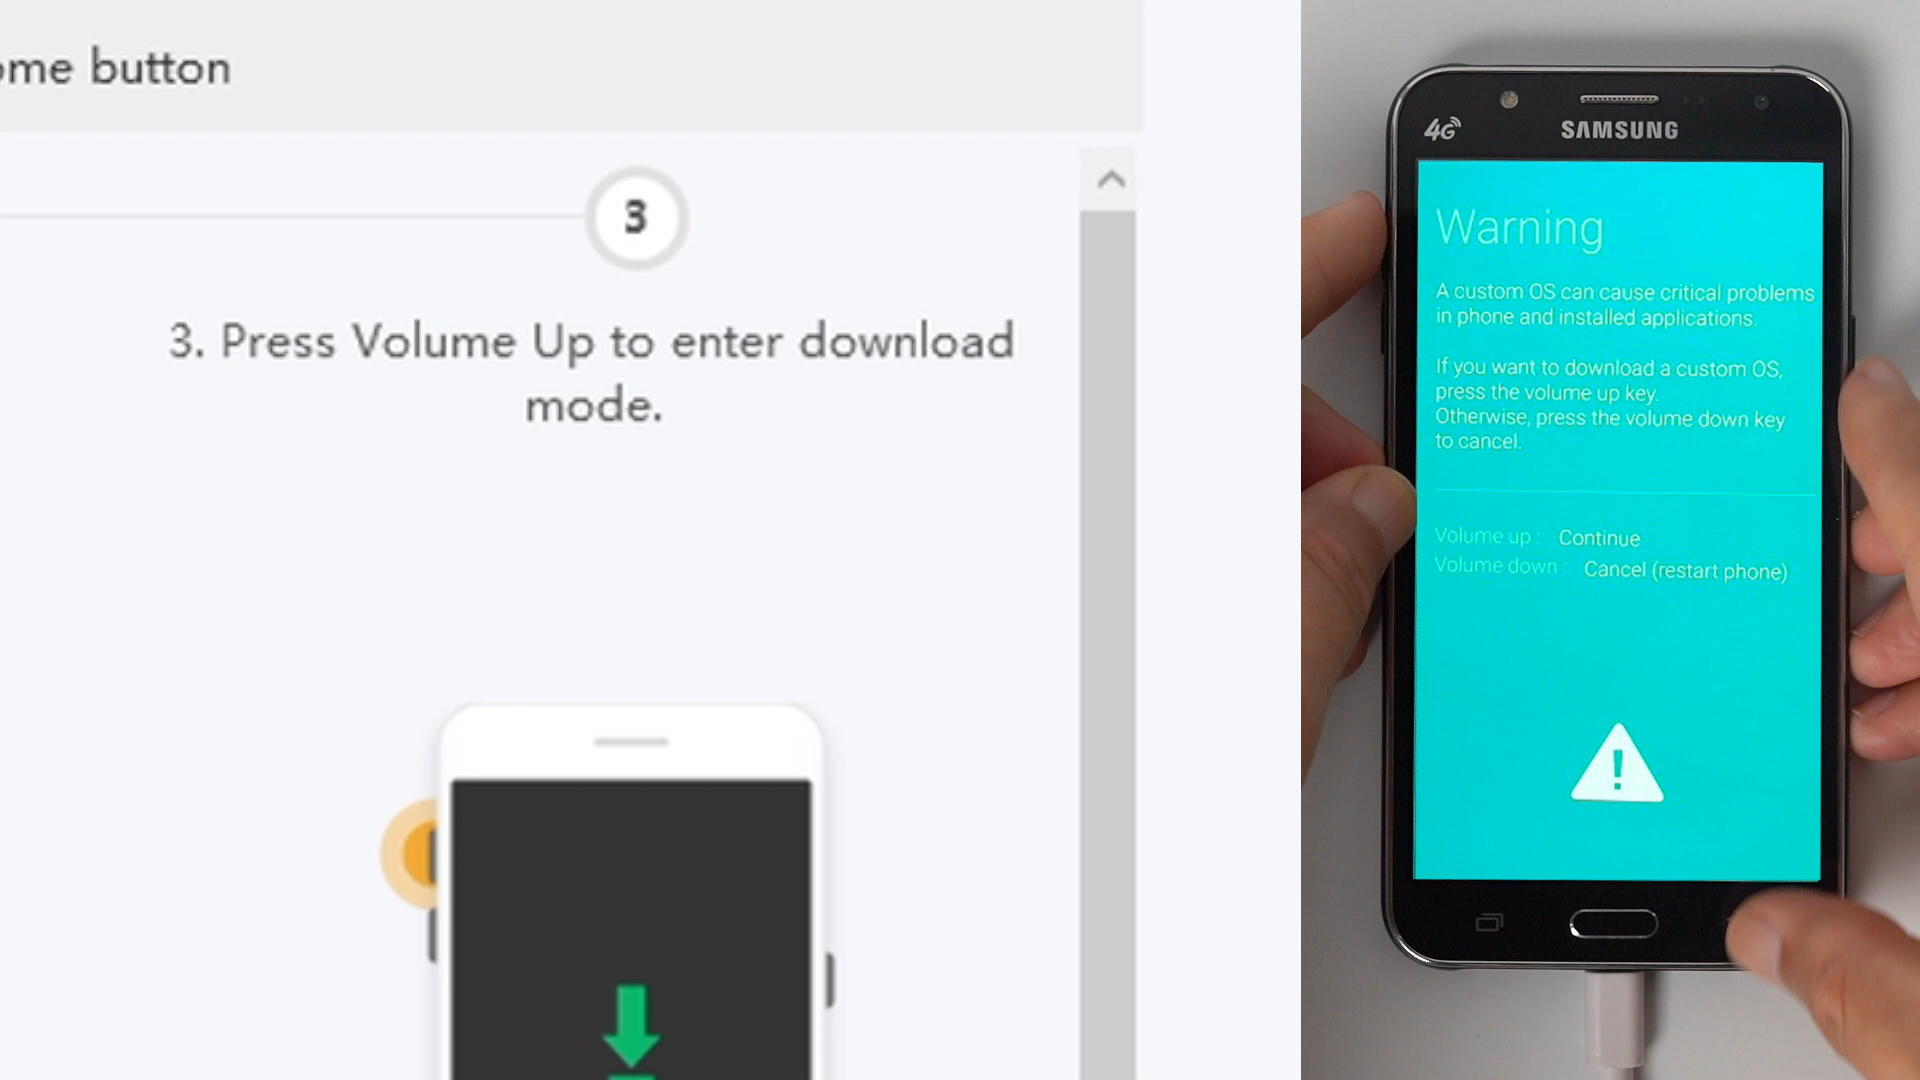 ome button
3
3. Press Volume Up to enter download
mode.
4G
SAMSUNG
Warning
A custom OS can cause critical problems
in phone and installed applications.
If you want to download a custom OS,
press the volume up key.
Otherwise, press the volume down key
to cancel.
Volume up : Continue
Volume down : Cancel (restart phone)